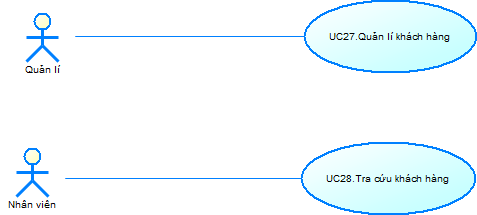 UC27.Quản lí khách hàng
Quản lí
UC28.Tra cứu khách hàng
Nhân viên